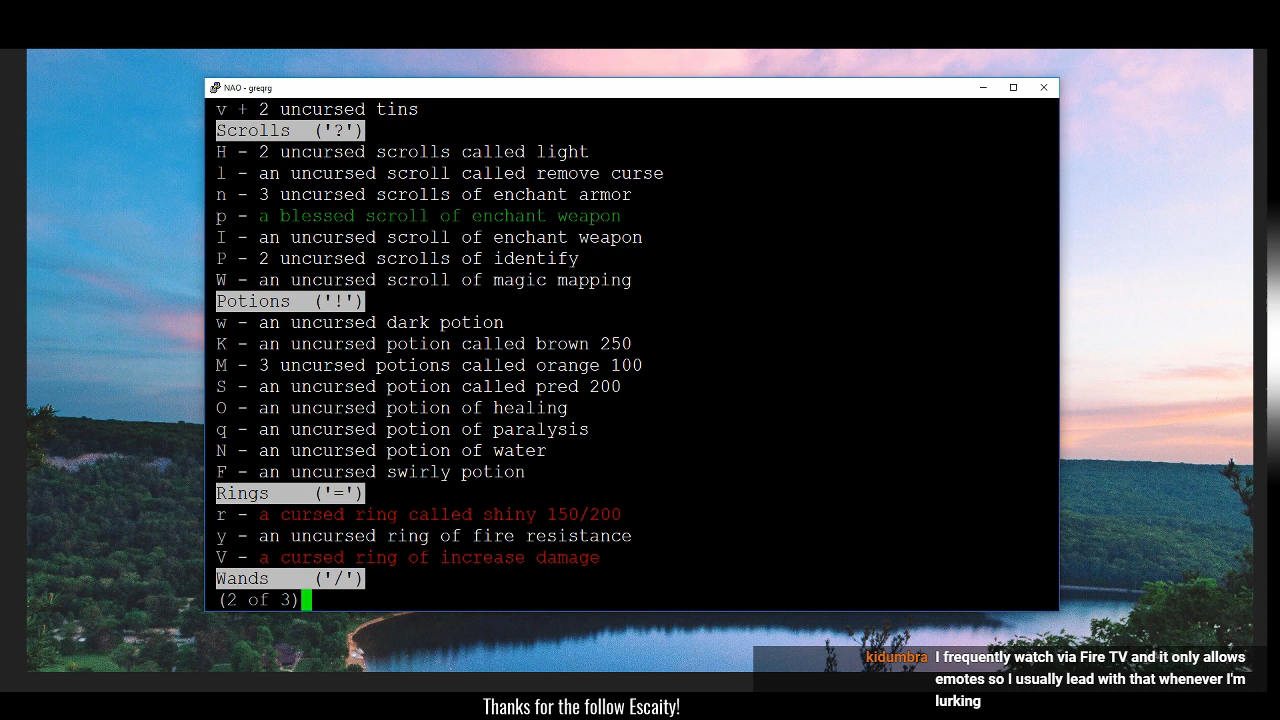 NAO - greqrg
v + 2 uncursed tins
Scrolls ('?')
H - 2 uncursed scrolls called light
l - an uncursed scroll called remove curse
n - 3 uncursed scrolls of enchant armor
p - a blessed scroll of enchant weapon
I - an uncursed scroll of enchant weapon
P - 2 uncursed scrolls of identify
W - an uncursed scroll of magic mapping
Potions ('!')
w - an uncursed dark potion
K - an uncursed potion called brown 250
M - 3 uncursed potions called orange 100
S - an uncursed potion called pred 200
O - an uncursed potion of healing
q - an uncursed potion of paralysis
N - an uncursed potion of water
F - an uncursed swirly potion
Rings ('=')
r - a cursed ring called shiny 150/200
y - an uncursed ring of fire resistance
V - a cursed ring of increase damage
Wands ('/')
(2 of 3)
kidumbra I frequently watch via Fire TV and it only allows
emotes so I usually lead with that whenever I'm
lurking
Thanks for the follow Escaity!